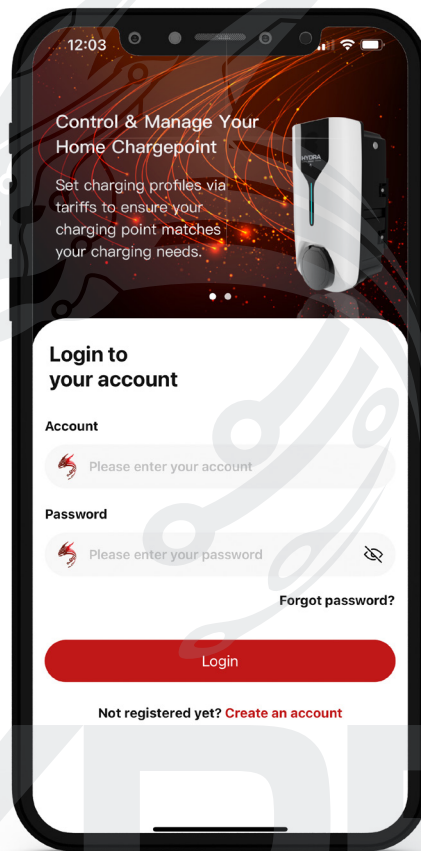 12:03
Control & Manage Your
Home Chargepoint
Set charging profiles via
tariffs to ensure your
charging point matches
your charging needs.
HYDRA
Login to
your account
Account
Please enter your account
Password
Please enter your password
Forgot password?
Login
Not registered yet? Create an account